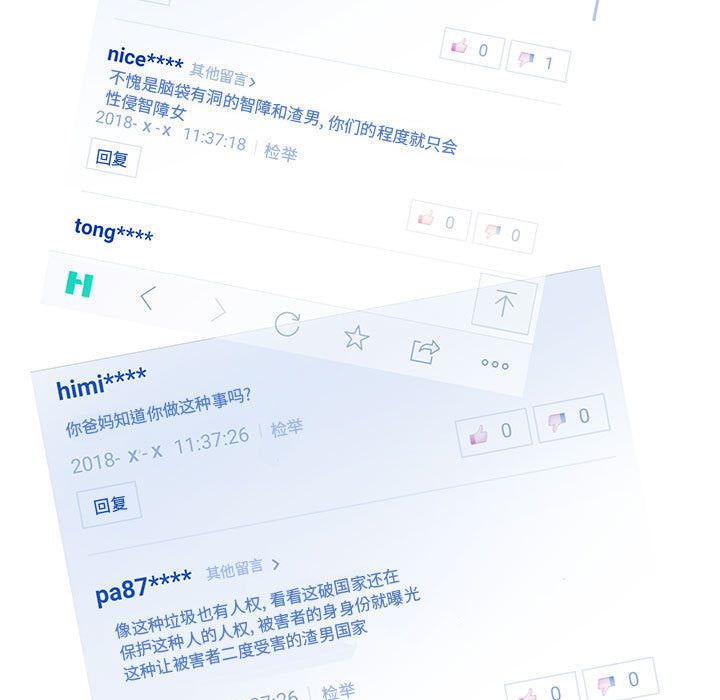 0
1
nice**** 其他留言>
不愧是脑袋有洞的智障和渣男, 你们的程度就只会
性侵智障女
2018- x - x 11:37:18 | 检举
回复
0
0
tong****
himi****
你爸妈知道你做这种事吗?
2018- x - x 11:37:26 | 检举
0
0
回复
pa87**** 其他留言 >
像这种垃圾也有人权, 看看这破国家还在
保护这种人的人权, 被害者的身身份就曝光
这种让被害者二度受害的渣男国家
37:26 | 检举
0
0